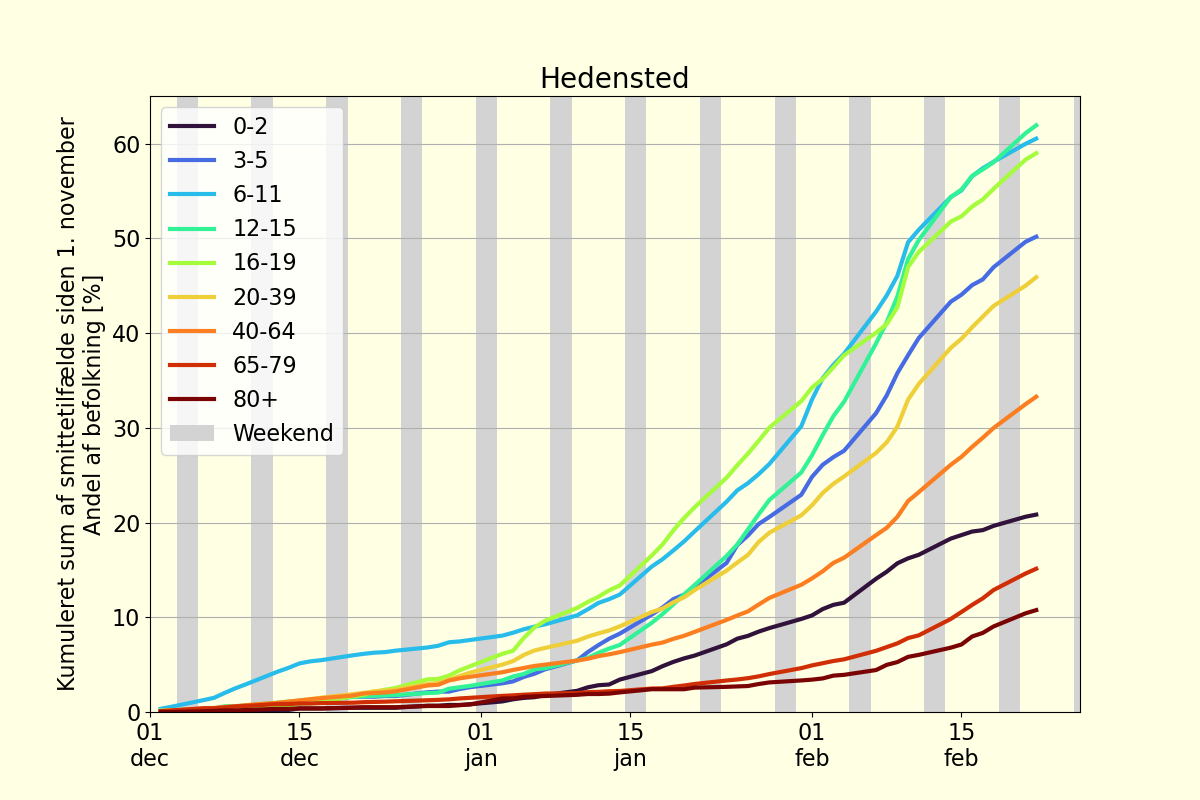 Hedensted
Kumuleret sum af smittetilfælde siden 1. november
Andel af befolkning [%]
60
50
40
30
20
10
0
0-2
3-5
6-11
12-15
16-19
20-39
40-64
65-79
80+
Weekend
01 dec
15 dec
01 jan
15 jan
01 feb
15 feb